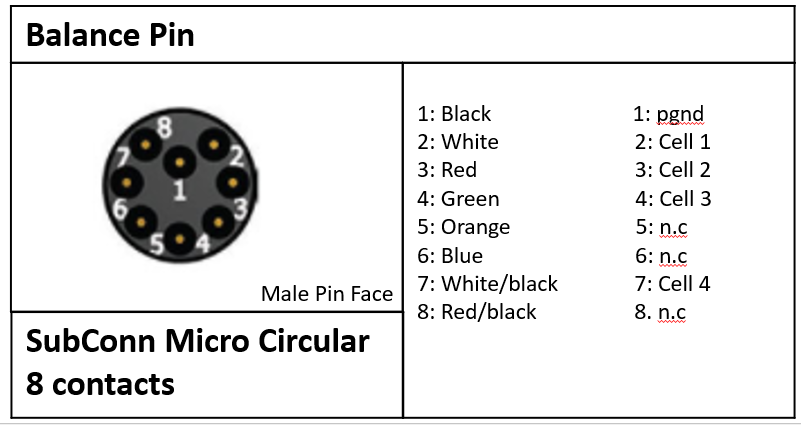 Balance Pin
8
7
2
1
6
3
5
4
Male Pin Face
SubConn Micro Circular
8 contacts
1: Black
2: White
3: Red
4: Green
5: Orange
6: Blue
7: White/black
8: Red/black
1: pgnd
2: Cell 1
3: Cell 2
4: Cell 3
5: n.c
6: n.c
7: Cell 4
8. n.c